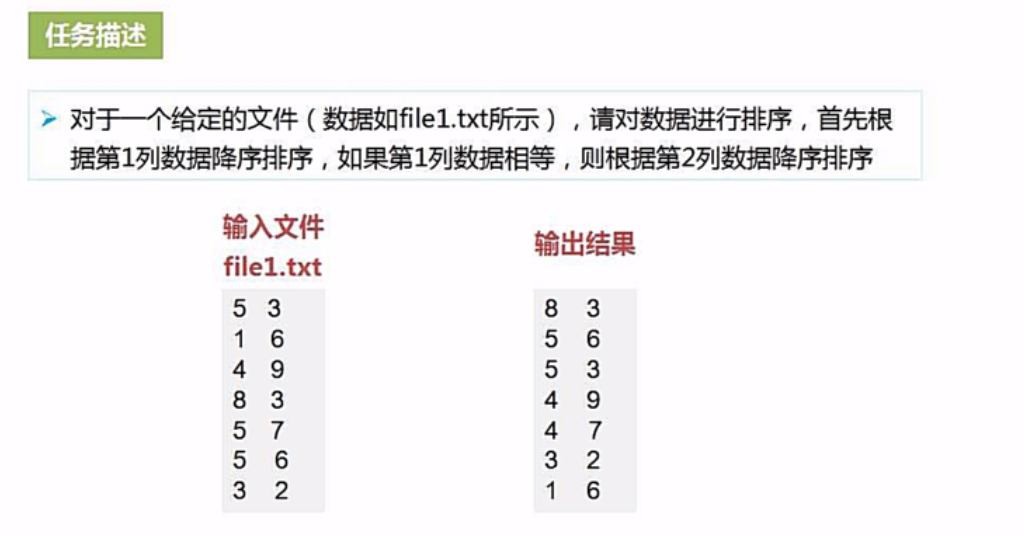 任务描述
➤ 对于一个给定的文件（数据如file1.txt所示），请对数据进行排序，首先根
据第1列数据降序排序，如果第1列数据相等，则根据第2列数据降序排序
输入文件
file1.txt
5 3
1 6
4 9
8 3
5 7
5 6
3 2
输出结果
8 3
5 6
5 3
4 9
4 7
3 2
1 6